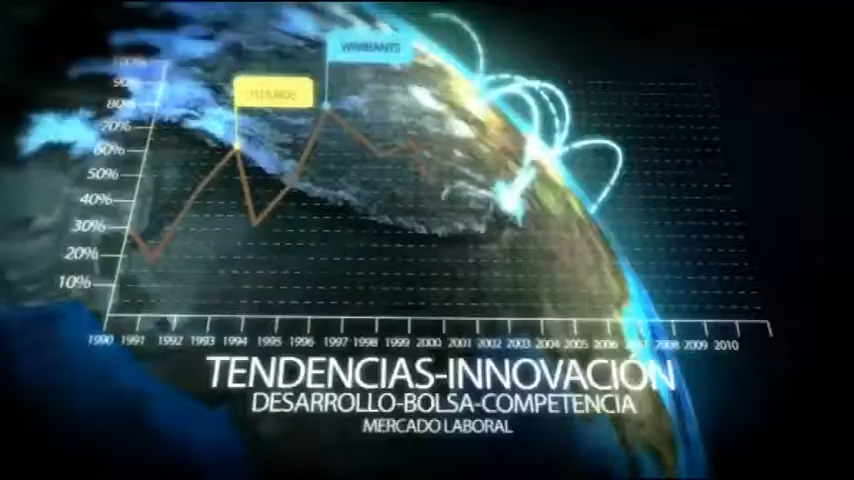 WARRANTS
FUTUROS
100%
90%
80%
70%
60%
50%
40%
30%
20%
10%
1990 1991 1992 1993 1994 1995 1996 1997 1998 1999 2000 2001 2002 2003 2004 2005 2006 2007 2008 2009 2010
TENDENCIAS-INNOVACIÓN
DESARROLLO-BOLSA-COMPETENCIA
MERCADO LABORAL